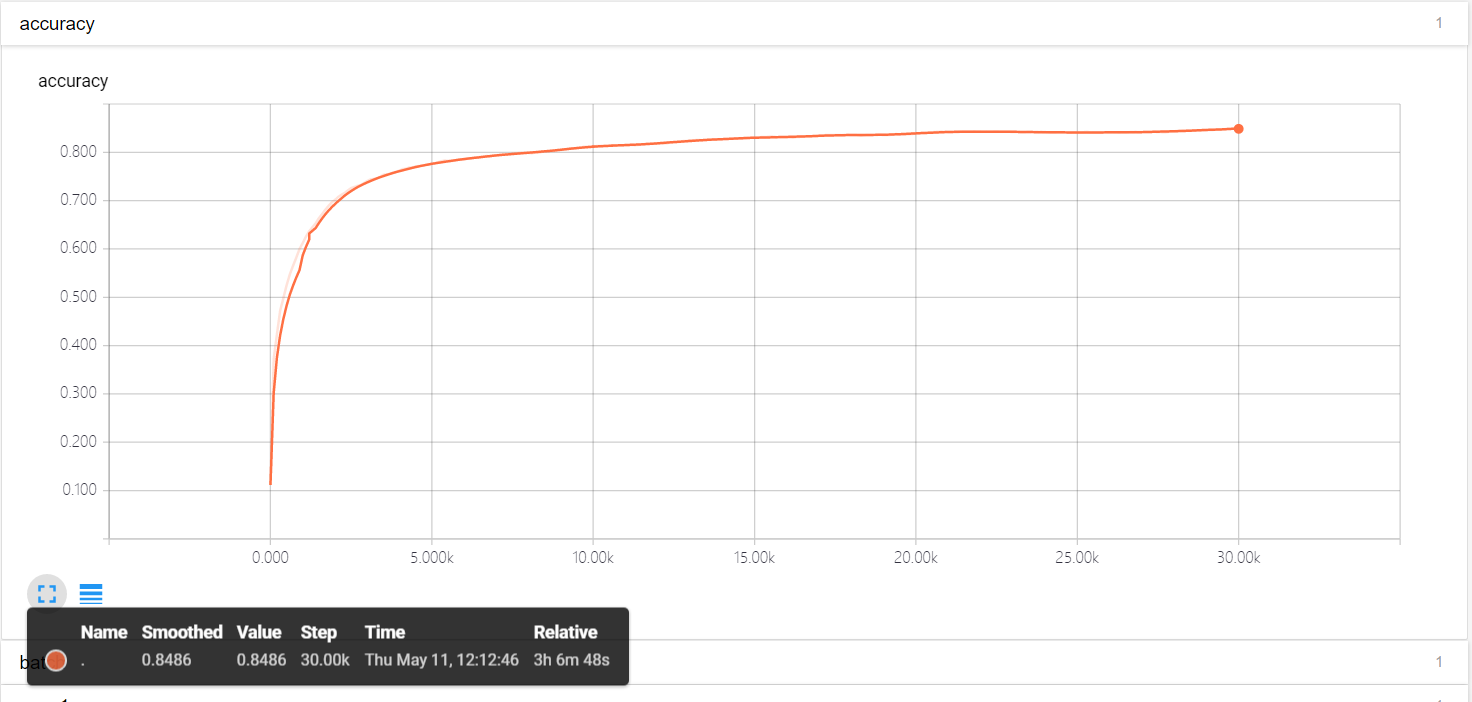 accuracy 1
accuracy
0.800
0.700
0.600
0.500
0.400
0.300
0.200
0.100
0.000 5.000k 10.00k 15.00k 20.00k 25.00k 30.00k
Name Smoothed Value Step Time Relative
. 0.8486 0.8486 30.00k Thu May 11, 12:12:46 3h 6m 48s
bat 1